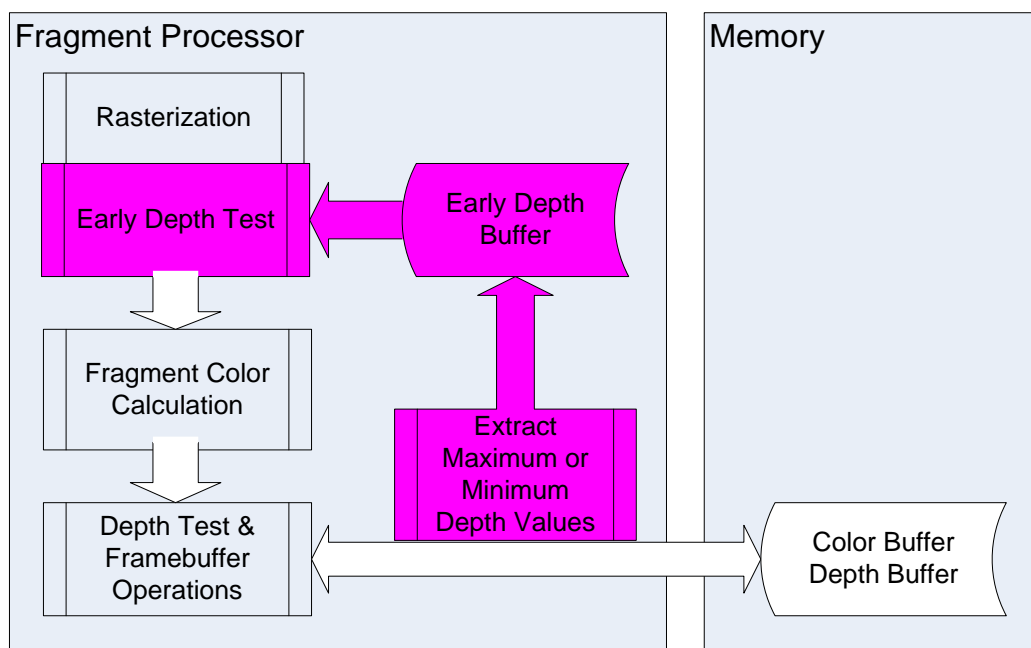 Fragment Processor
Memory
Rasterization
Early Depth Test
Early Depth
Buffer
Fragment Color
Calculation
Extract
Maximum or
Minimum
Depth Values
Depth Test &
Framebuffer
Operations
Color Buffer
Depth Buffer